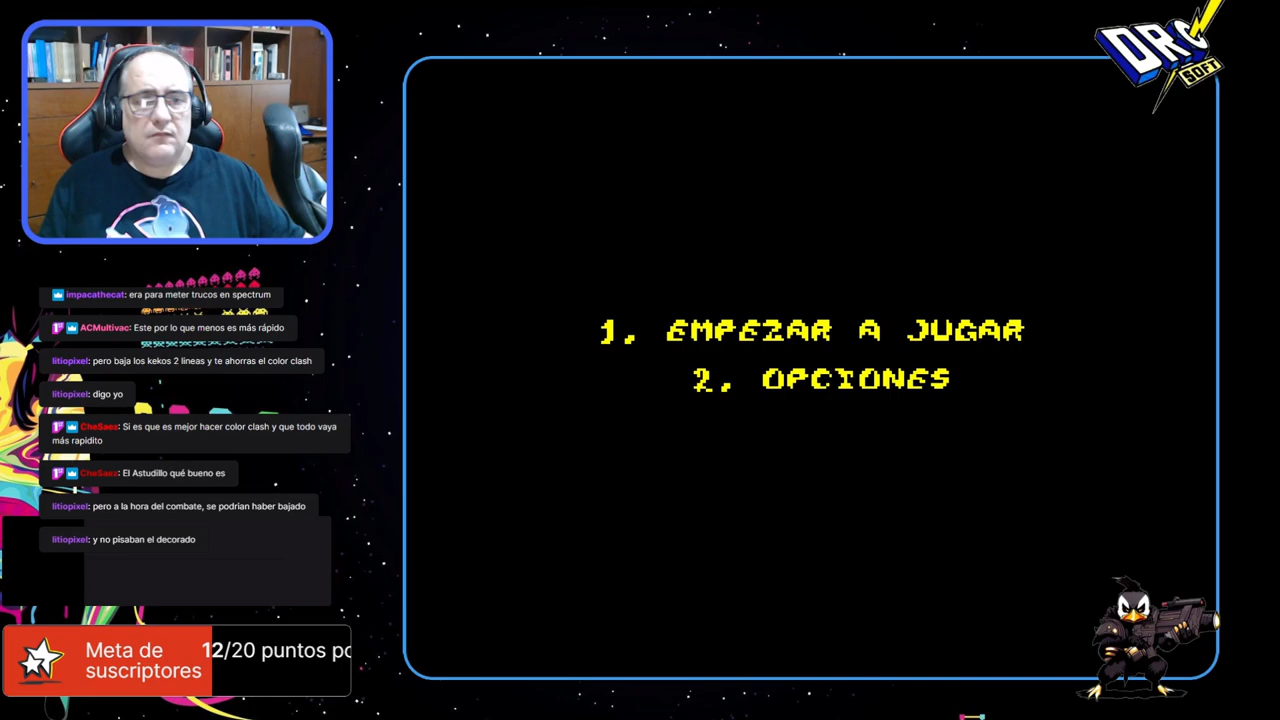 DRC
SOFT
impacathecat: era para meter trucos en spectrum
ACMultivac: Este por lo que menos es más rápido
litiopixel: pero baja los kekos 2 lineas y te ahorras el color clash
litiopixel: digo yo
CheSaez: Si es que es mejor hacer color clash y que todo vaya
más rapidito
CheSaez: El Astudillo qué bueno es
litiopixel: pero a la hora del combate, se podrian haber bajado
litiopixel: y no pisaban el decorado
1, EMPEZAR A JUGAR
2, OPCIONES
Meta de
suscriptores
12/20 puntos po